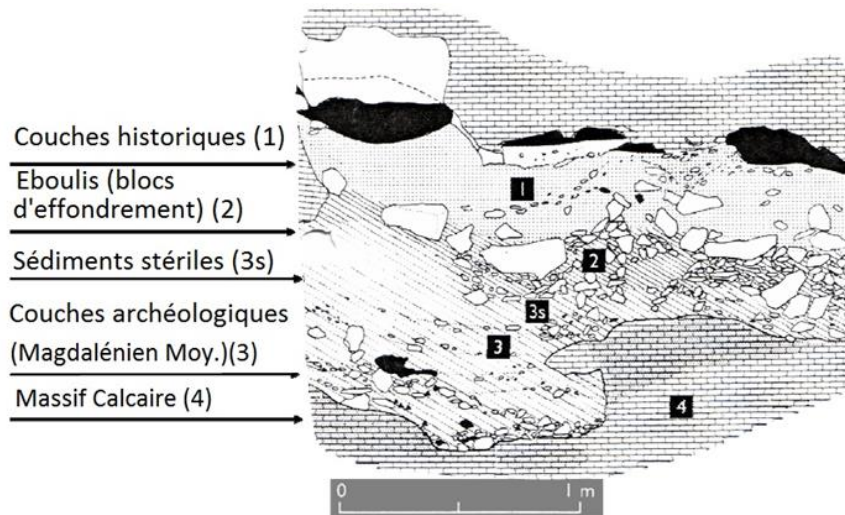 Couches historiques (1)
Eboulis (blocs
d'effondrement) (2)
Sédiments stériles (3s)
Couches archéologiques
(Magdalénien Moy.)(3)
Massif Calcaire (4)
1
2
3s
3
4
0 1 m